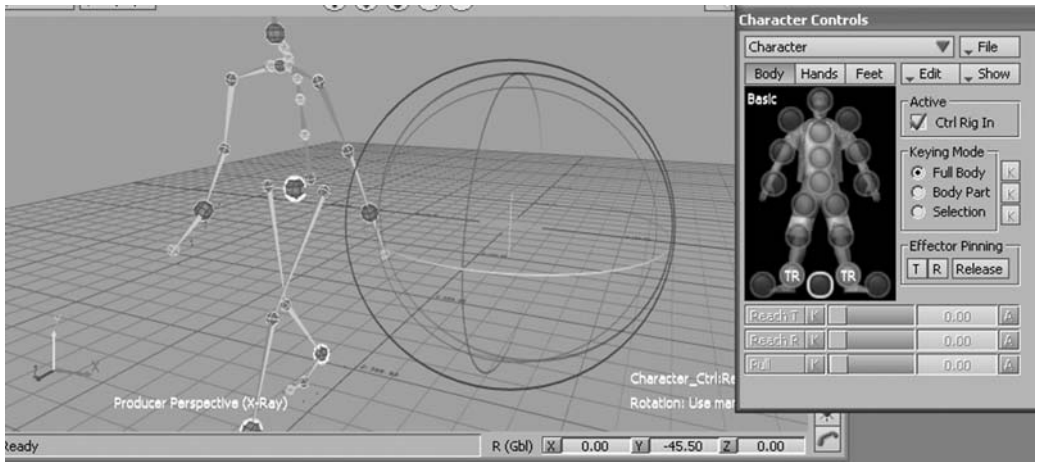 Character Controls
Character
File
Body Hands Feet Edit Show
Basic
Active
Ctrl Rig In
Keying Mode
Full Body K
Body Part K
Selection K
Effector Pinning
T R Release
TR TR
Reach T K 0.00 A
Reach R K 0.00 A
Pull K 0.00 A
Y
X
Z
Character_Ctrl:Re
Producer Perspective (X-Ray)
Rotation: Use mar
Ready
R (Gbl) X 0.00 Y -45.50 Z 0.00